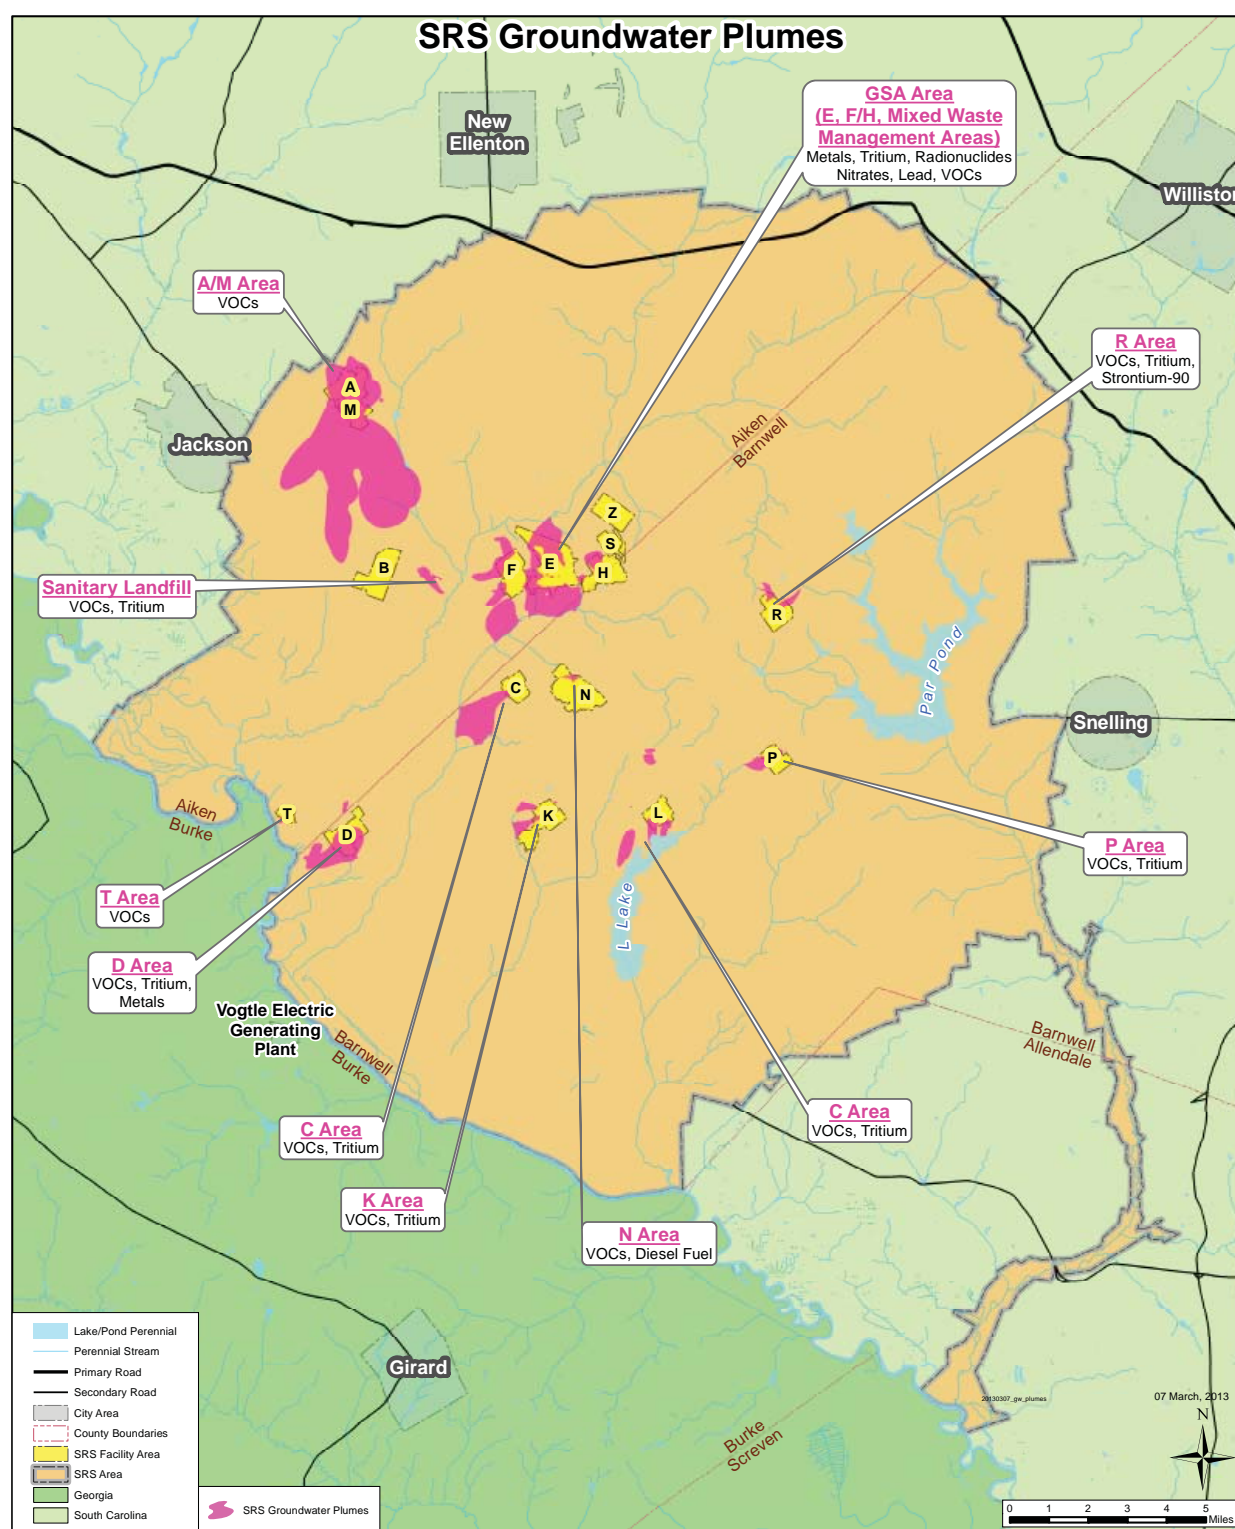 SRS Groundwater Plumes
GSA Area
(E, F/H, Mixed Waste
Management Areas)
Metals, Tritium, Radionuclides
Nitrates, Lead, VOCs
New
Ellenton
Williston
A/M Area
VOCs
R Area
VOCs, Tritium,
Strontium-90
A
M
Jackson
Aiken
Barnwell
Z
S
B
F
E
H
Sanitary Landfill
VOCs, Tritium
R
Par Pond
C
N
Snelling
P
Aiken
Burke
T
D
K
L
P Area
VOCs, Tritium
T Area
VOCs
L Lake
D Area
VOCs, Tritium,
Metals
Vogtle Electric
Generating
Plant
Barnwell
Burke
Barnwell
Allendale
C Area
VOCs, Tritium
C Area
VOCs, Tritium
K Area
VOCs, Tritium
N Area
VOCs, Diesel Fuel
Girard
Burke
Screven
20130307_gw_plumes
07 March, 2013
N
Lake/Pond Perennial
Perennial Stream
Primary Road
Secondary Road
City Area
County Boundaries
SRS Facility Area
SRS Area
Georgia
South Carolina
SRS Groundwater Plumes
0 1 2 3 4 5
Miles